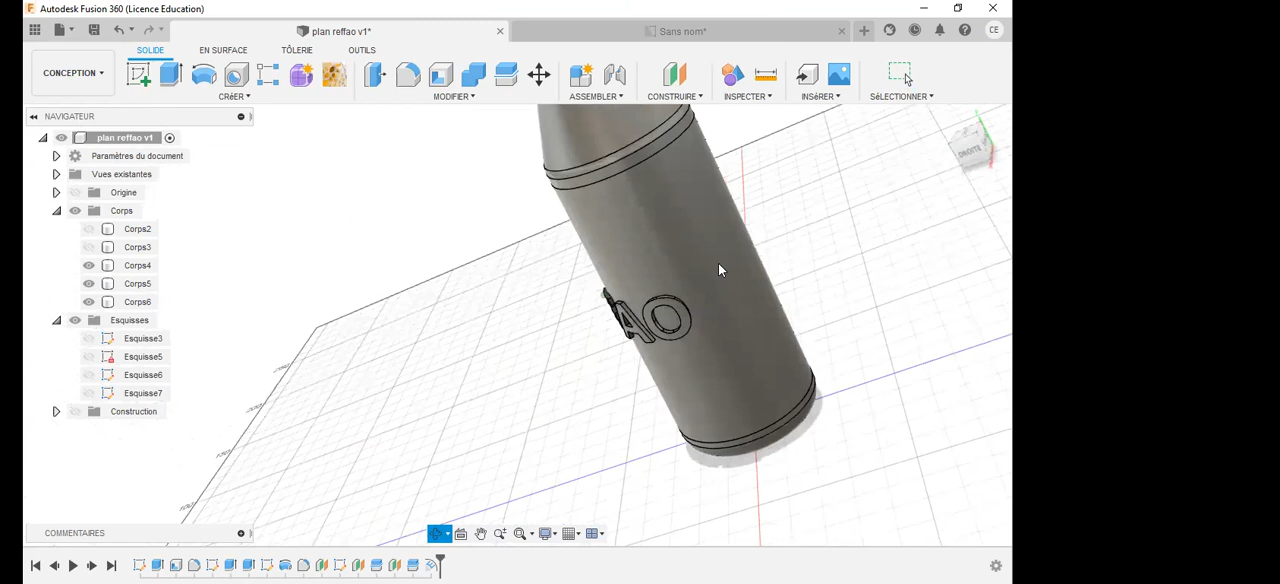 Autodesk Fusion 360 (Licence Education)
plan reffao v1*
Sans nom*
CE
SOLIDE
EN SURFACE
TÔLERIE
OUTILS
CONCEPTION
CRÉER
MODIFIER
ASSEMBLER
CONSTRUIRE
INSPECTER
INSÉRER
SÉLECTIONNER
NAVIGATEUR
plan reffao v1
Paramètres du document
Vues existantes
Origine
Corps
Corps2
Corps3
Corps4
Corps5
Corps6
Esquisses
Esquisse3
Esquisse5
Esquisse6
Esquisse7
Construction
DROITE
AO
COMMENTAIRES